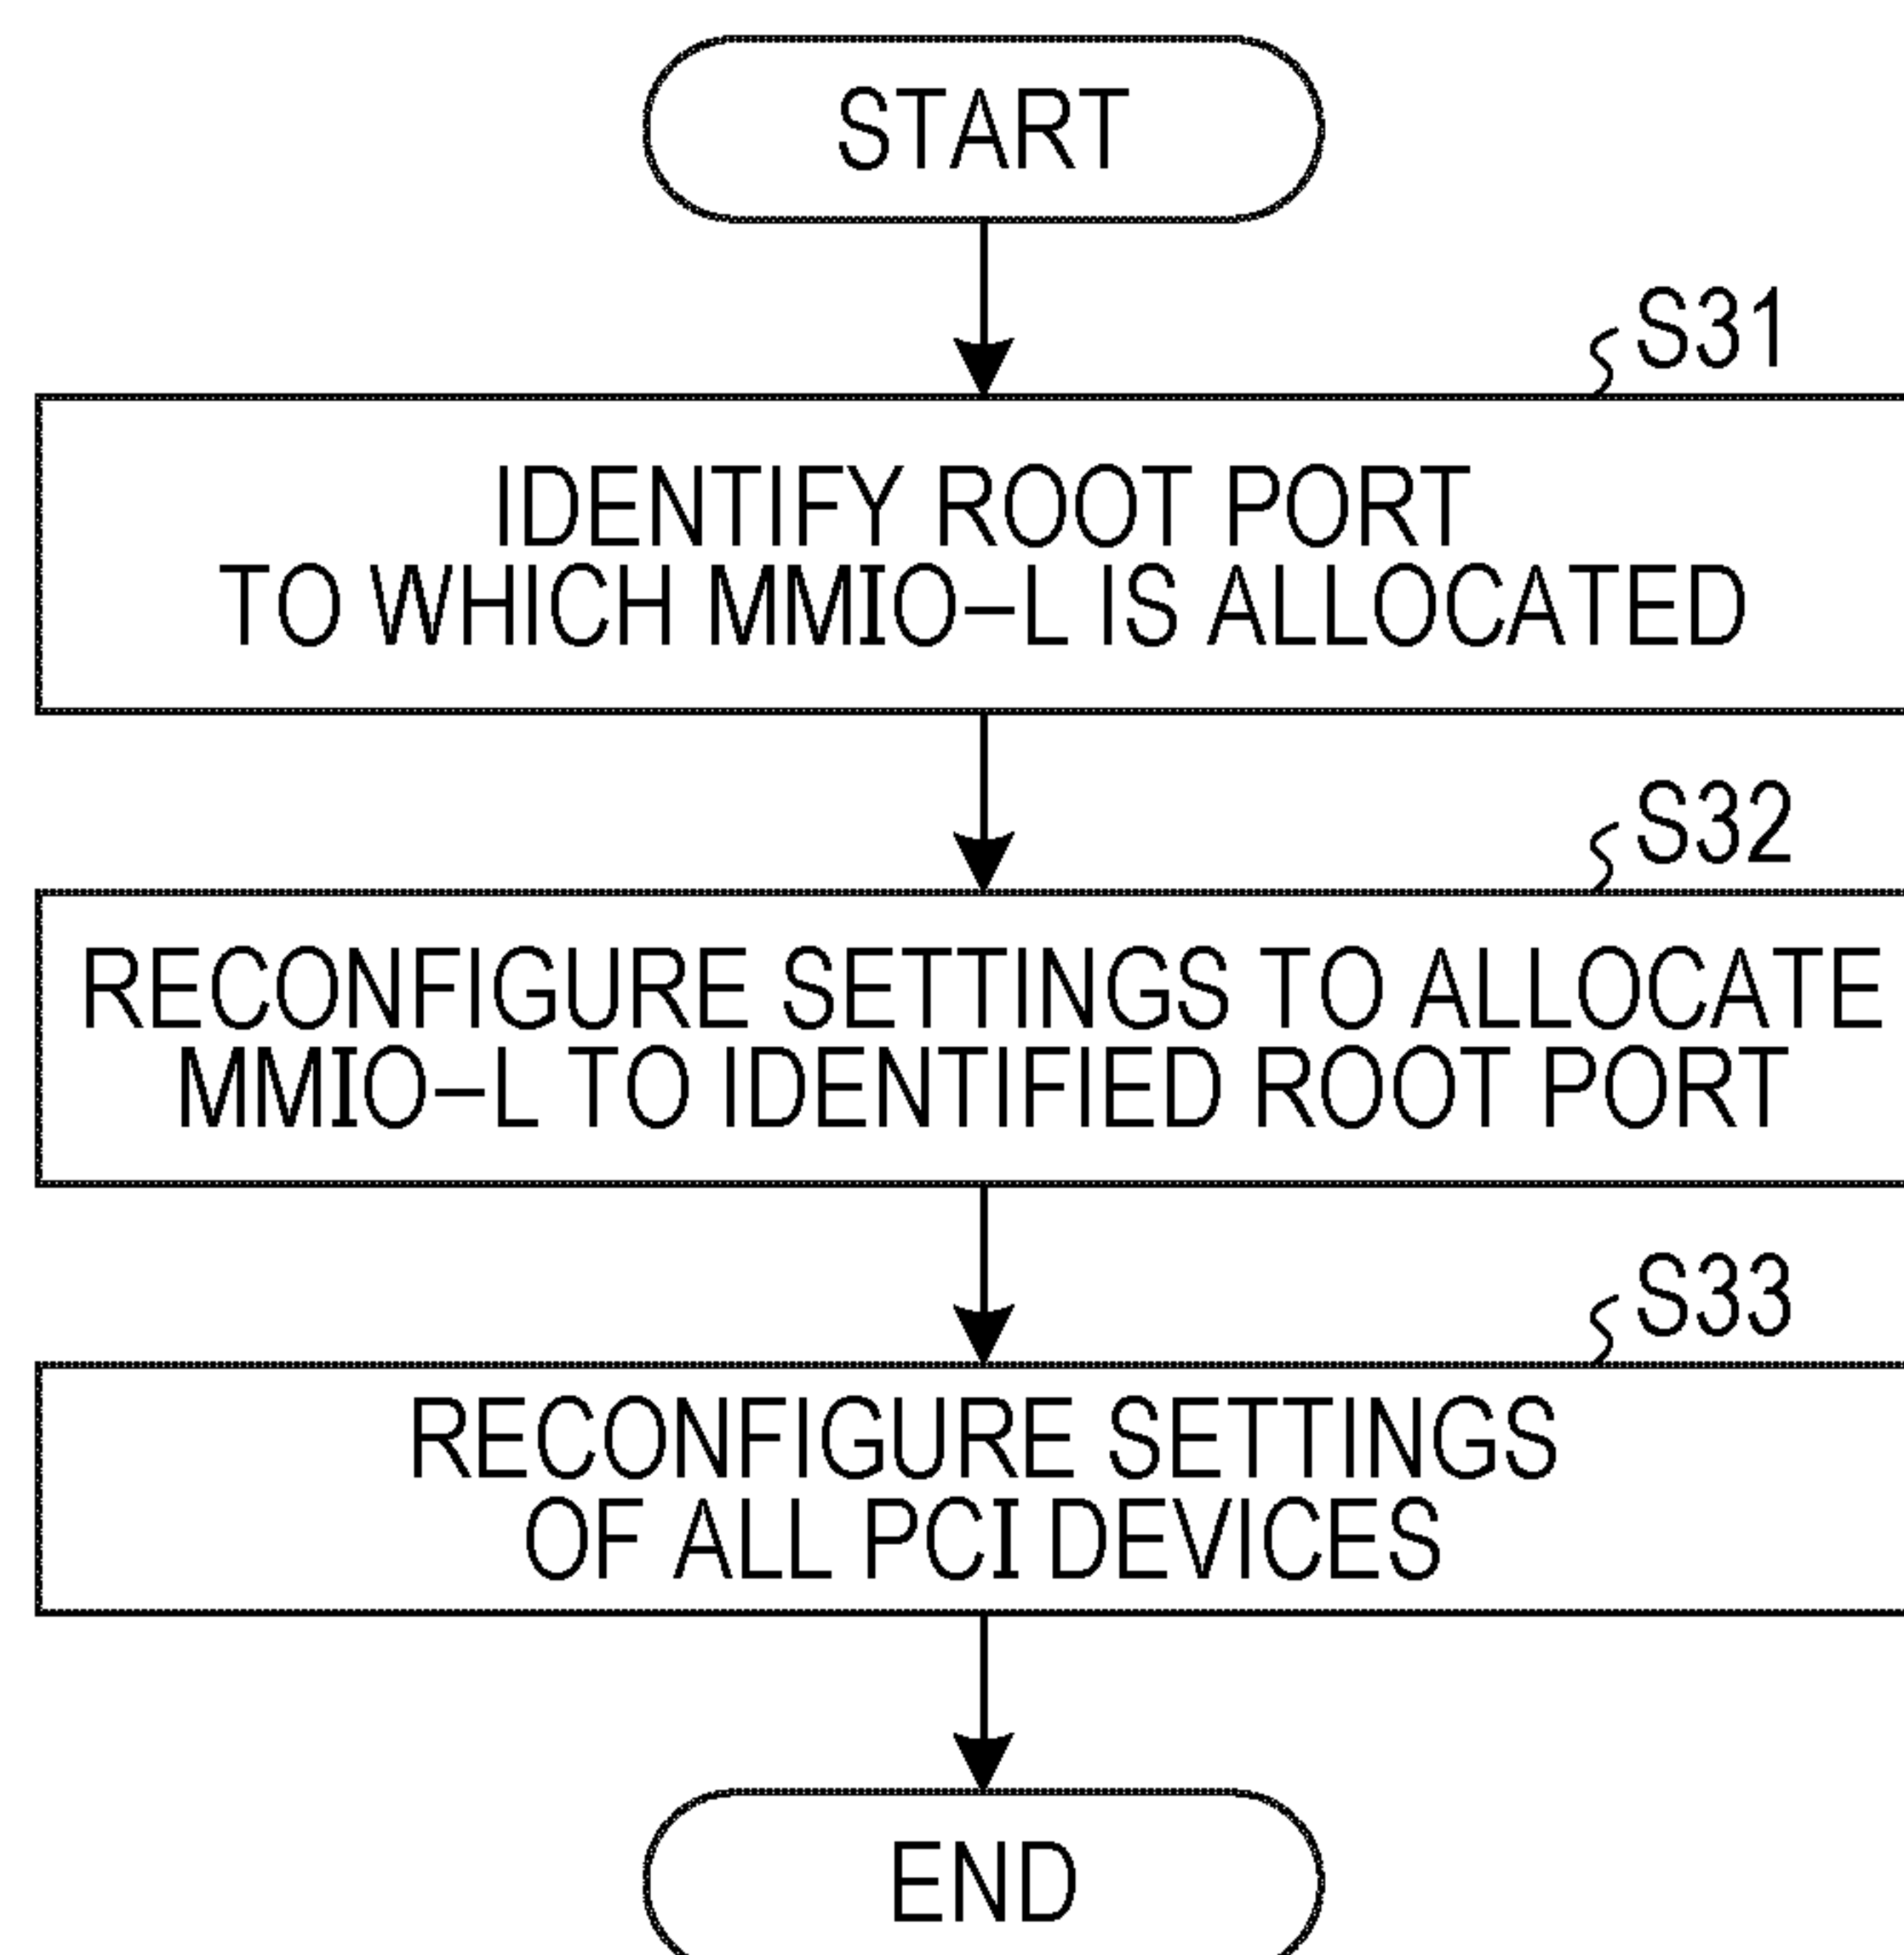 START
S31
IDENTIFY ROOT PORT
TO WHICH MMIO–L IS ALLOCATED
S32
RECONFIGURE SETTINGS TO ALLOCATE
MMIO–L TO IDENTIFIED ROOT PORT
S33
RECONFIGURE SETTINGS
OF ALL PCI DEVICES
END